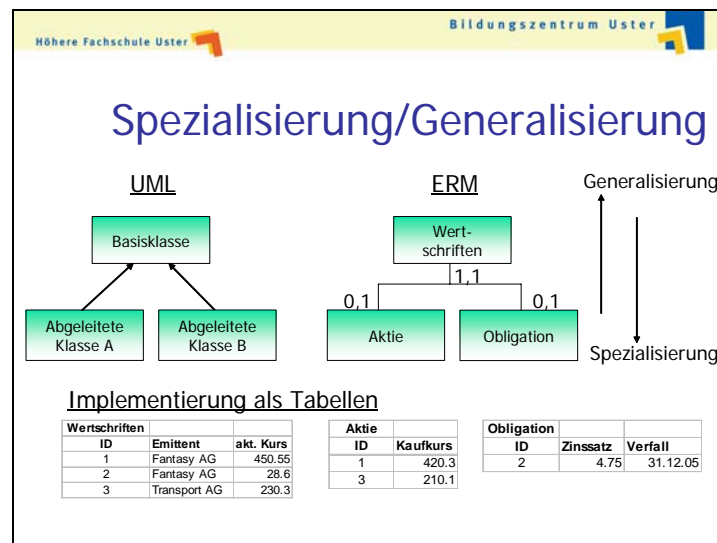 Höhere Fachschule Uster
Bildungszentrum Uster
Spezialisierung/Generalisierung
UML
ERM
Generalisierung
Basisklasse
Wert-
schriften
1,1
0,1
0,1
Abgeleitete
Klasse A
Abgeleitete
Klasse B
Aktie
Obligation
Spezialisierung
Implementierung als Tabellen
Wertschriften
ID Emittent akt. Kurs
1 Fantasy AG 450.55
2 Fantasy AG 28.6
3 Transport AG 230.3
Aktie
ID Kaufkurs
1 420.3
3 210.1
Obligation
ID Zinssatz Verfall
2 4.75 31.12.05